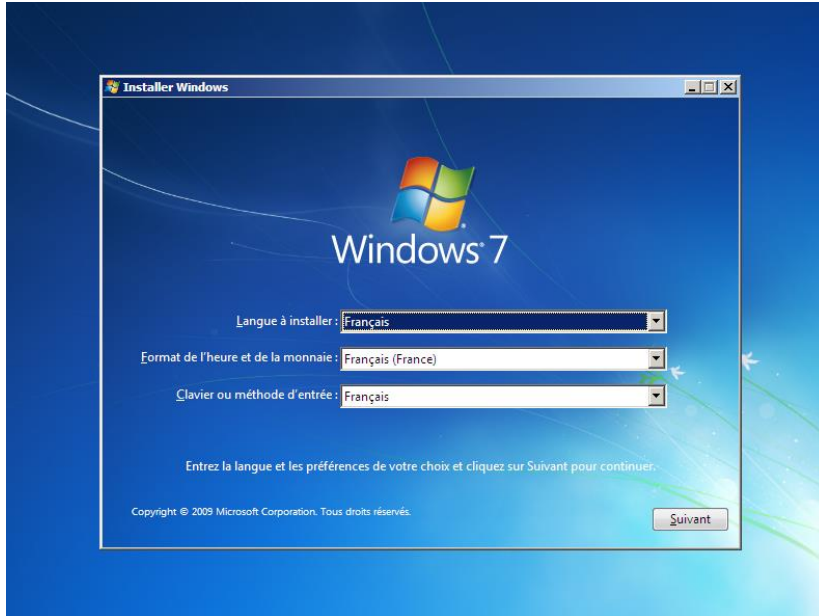 Installer Windows
Windows® 7
Langue à installer : Français
Format de l'heure et de la monnaie : Français (France)
Clavier ou méthode d'entrée : Français
Entrez la langue et les préférences de votre choix et cliquez sur Suivant pour continuer.
Copyright © 2009 Microsoft Corporation. Tous droits réservés.
Suivant